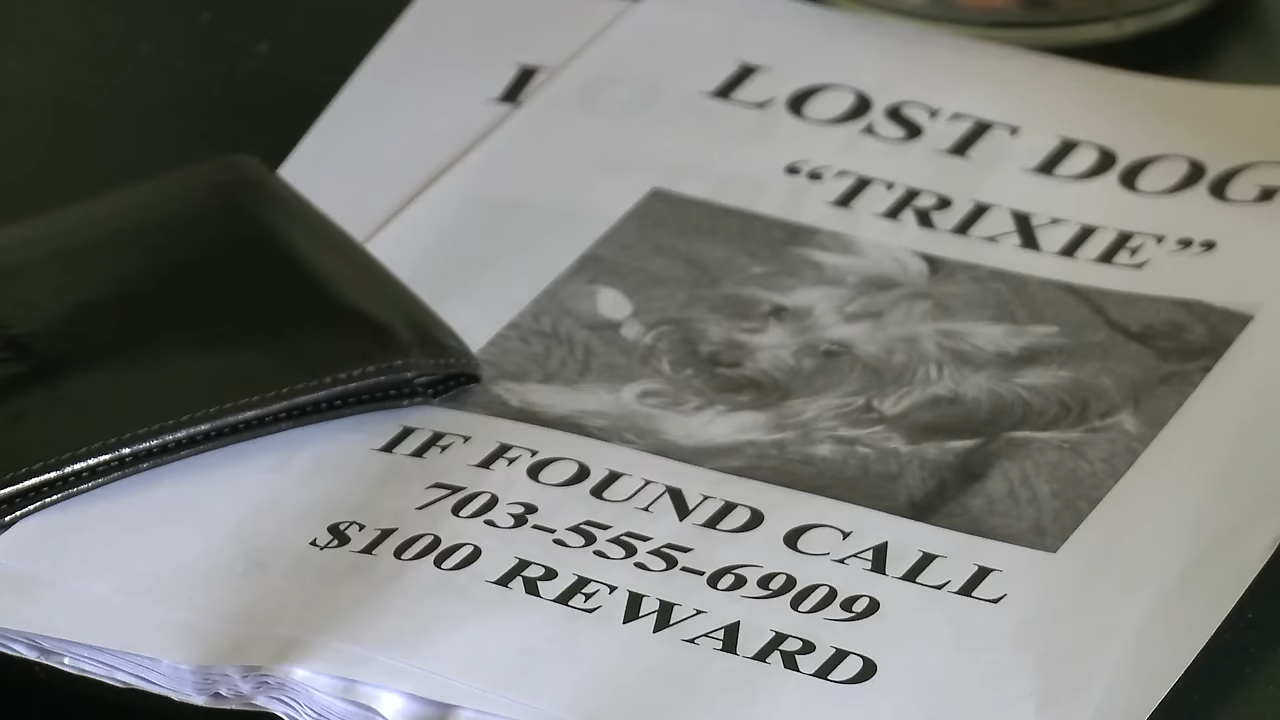 LOST DOG
“TRIXIE”
IF FOUND CALL
703-555-6909
$100 REWARD